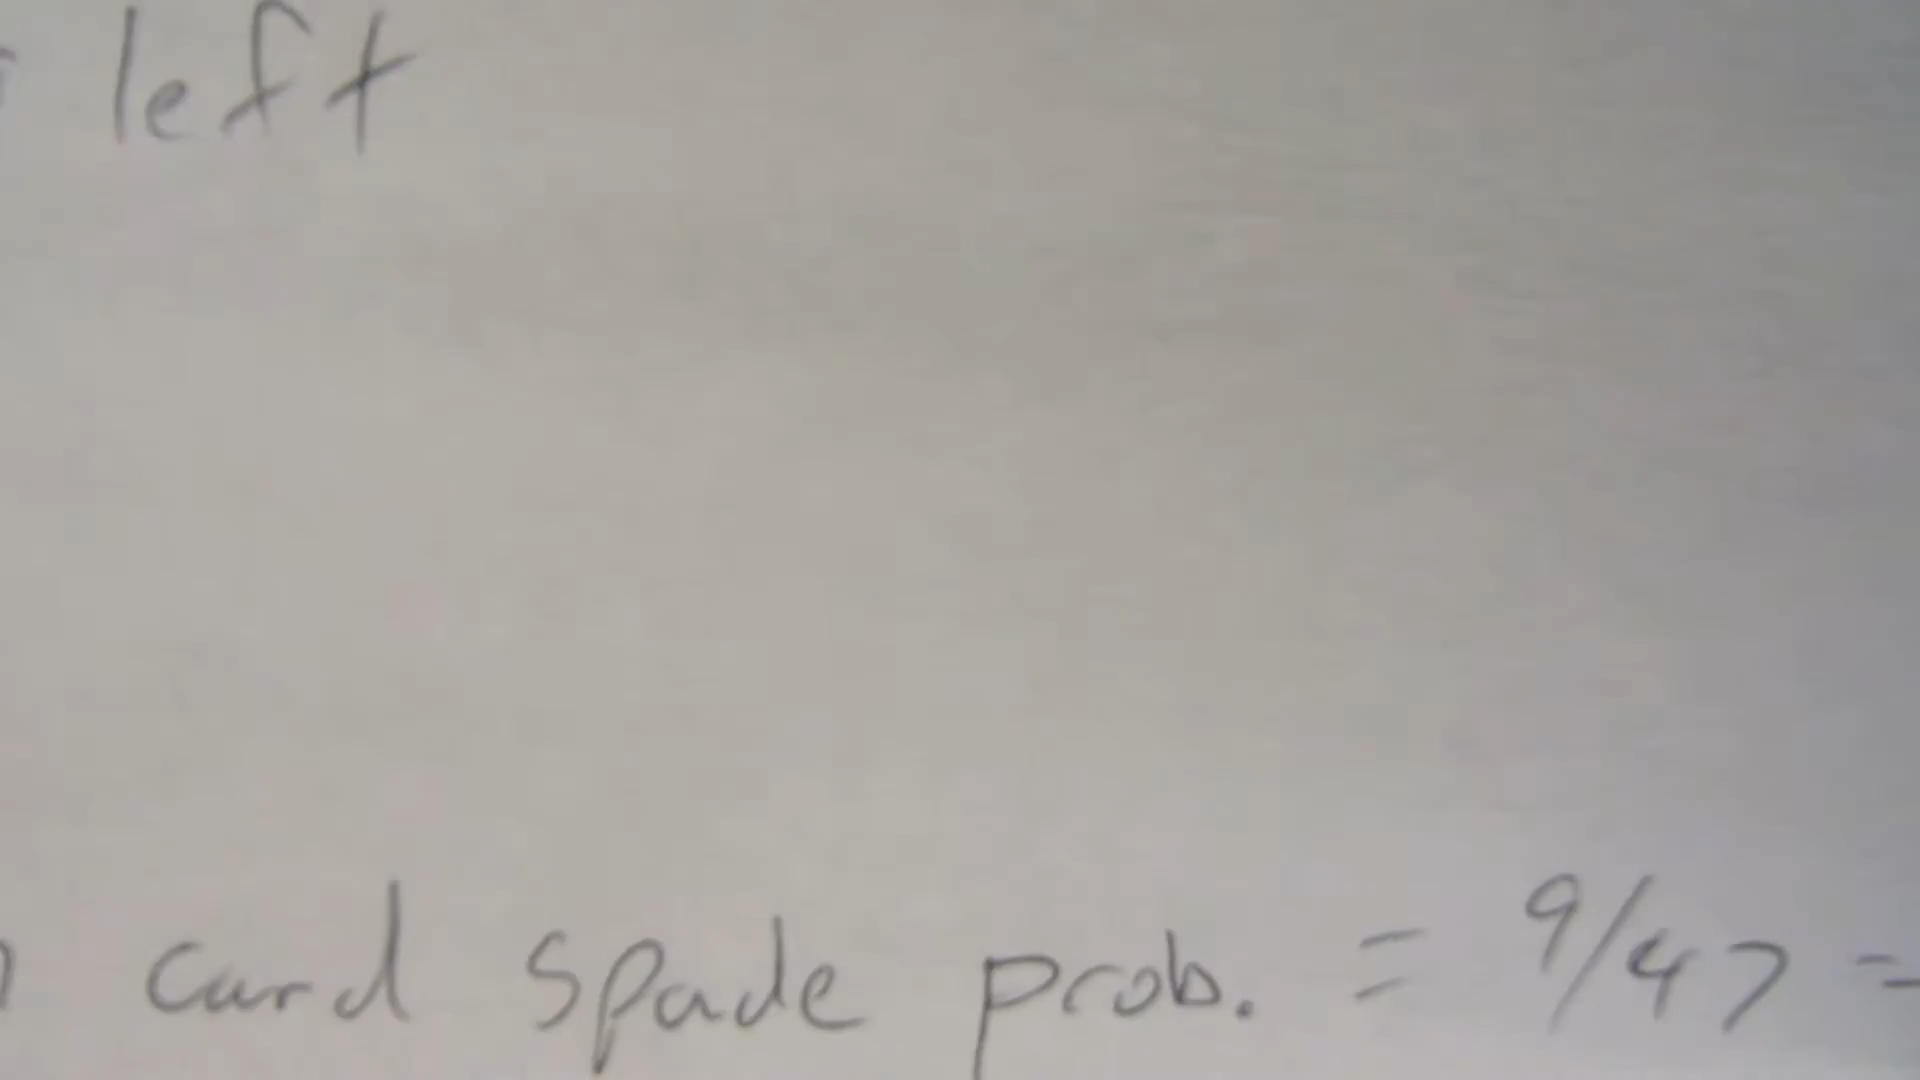 left
card spade prob. = 9/47 =